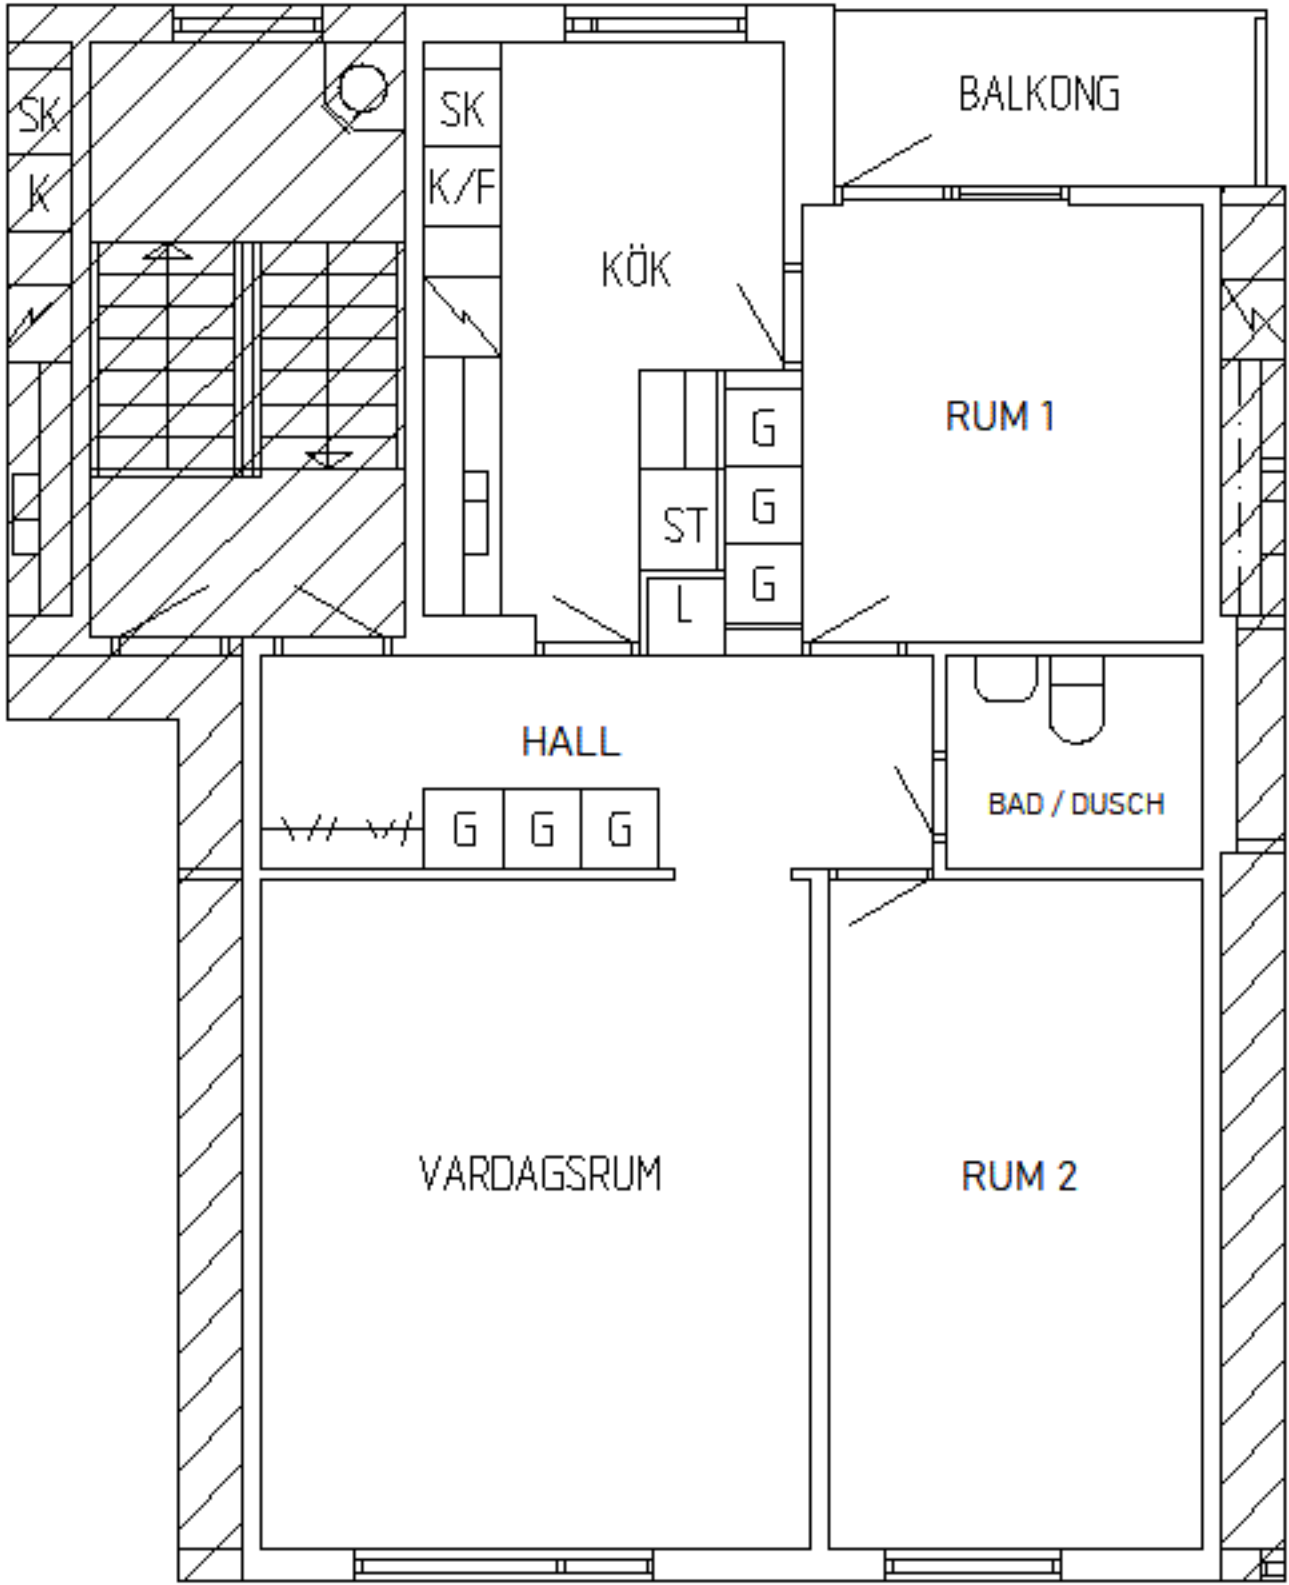 BALKONG
SK
SK
K
K/F
KÖK
RUM 1
G
G
ST
G
L
HALL
BAD / DUSCH
G
G
G
VARDAGSRUM
RUM 2